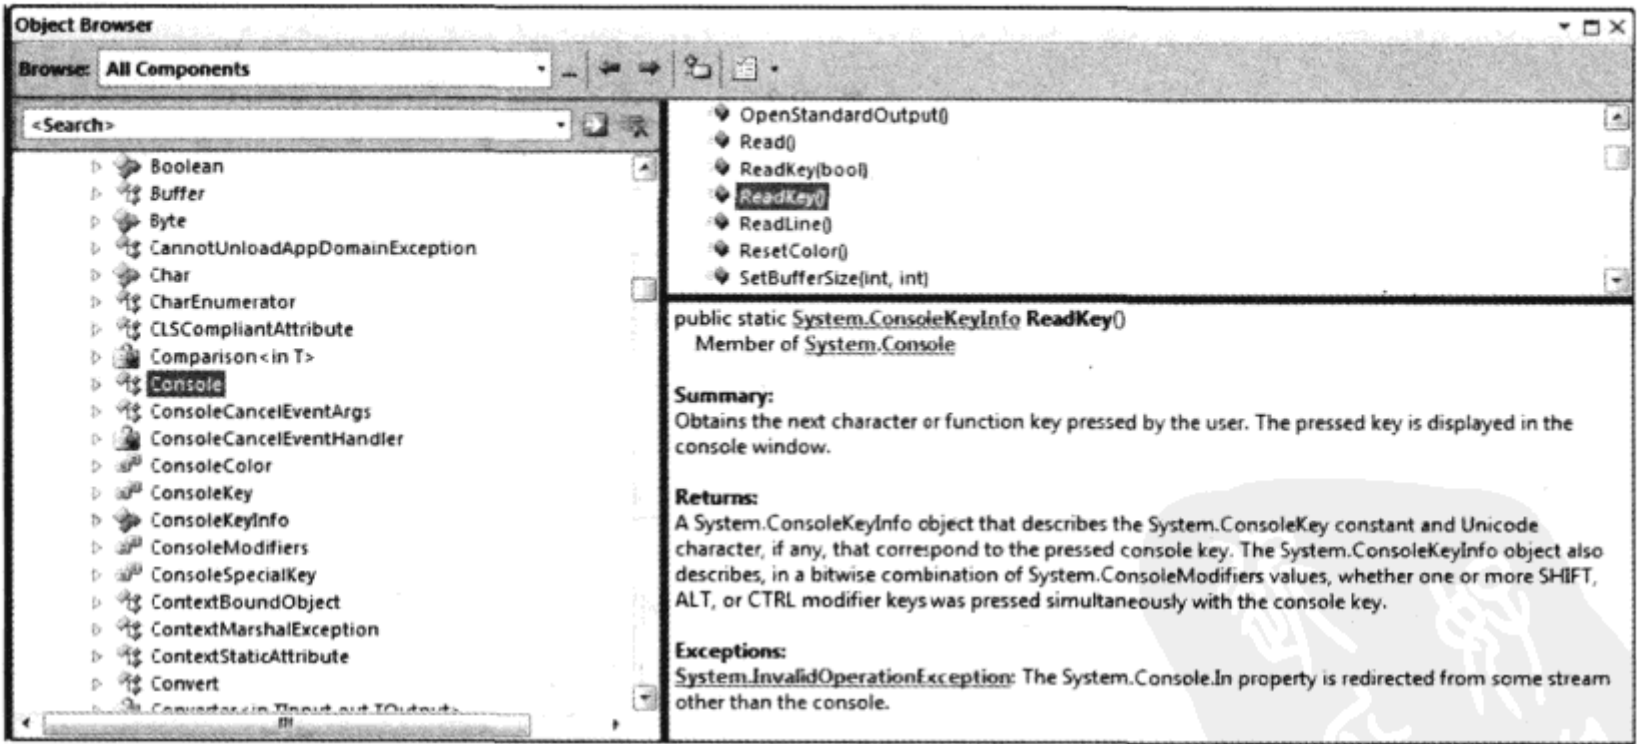 Object Browser
Browse: All Components
<Search>
Boolean
Buffer
Byte
CannotUnloadAppDomainException
Char
CharEnumerator
CLSCompliantAttribute
Comparison<in T>
Console
ConsoleCancelEventArgs
ConsoleCancelEventHandler
ConsoleColor
ConsoleKey
ConsoleKeyInfo
ConsoleModifiers
ConsoleSpecialKey
ContextBoundObject
ContextMarshalException
ContextStaticAttribute
Convert
Converter<in TInput,out TOutput>
OpenStandardOutput()
Read()
ReadKey(bool)
ReadKey()
ReadLine()
ResetColor()
SetBufferSize(int, int)
public static System.ConsoleKeyInfo ReadKey()
Member of System.Console
Summary:
Obtains the next character or function key pressed by the user. The pressed key is displayed in the
console window.
Returns:
A System.ConsoleKeyInfo object that describes the System.ConsoleKey constant and Unicode
character, if any, that correspond to the pressed console key. The System.ConsoleKeyInfo object also
describes, in a bitwise combination of System.ConsoleModifiers values, whether one or more SHIFT,
ALT, or CTRL modifier keys was pressed simultaneously with the console key.
Exceptions:
System.InvalidOperationException: The System.Console.In property is redirected from some stream
other than the console.